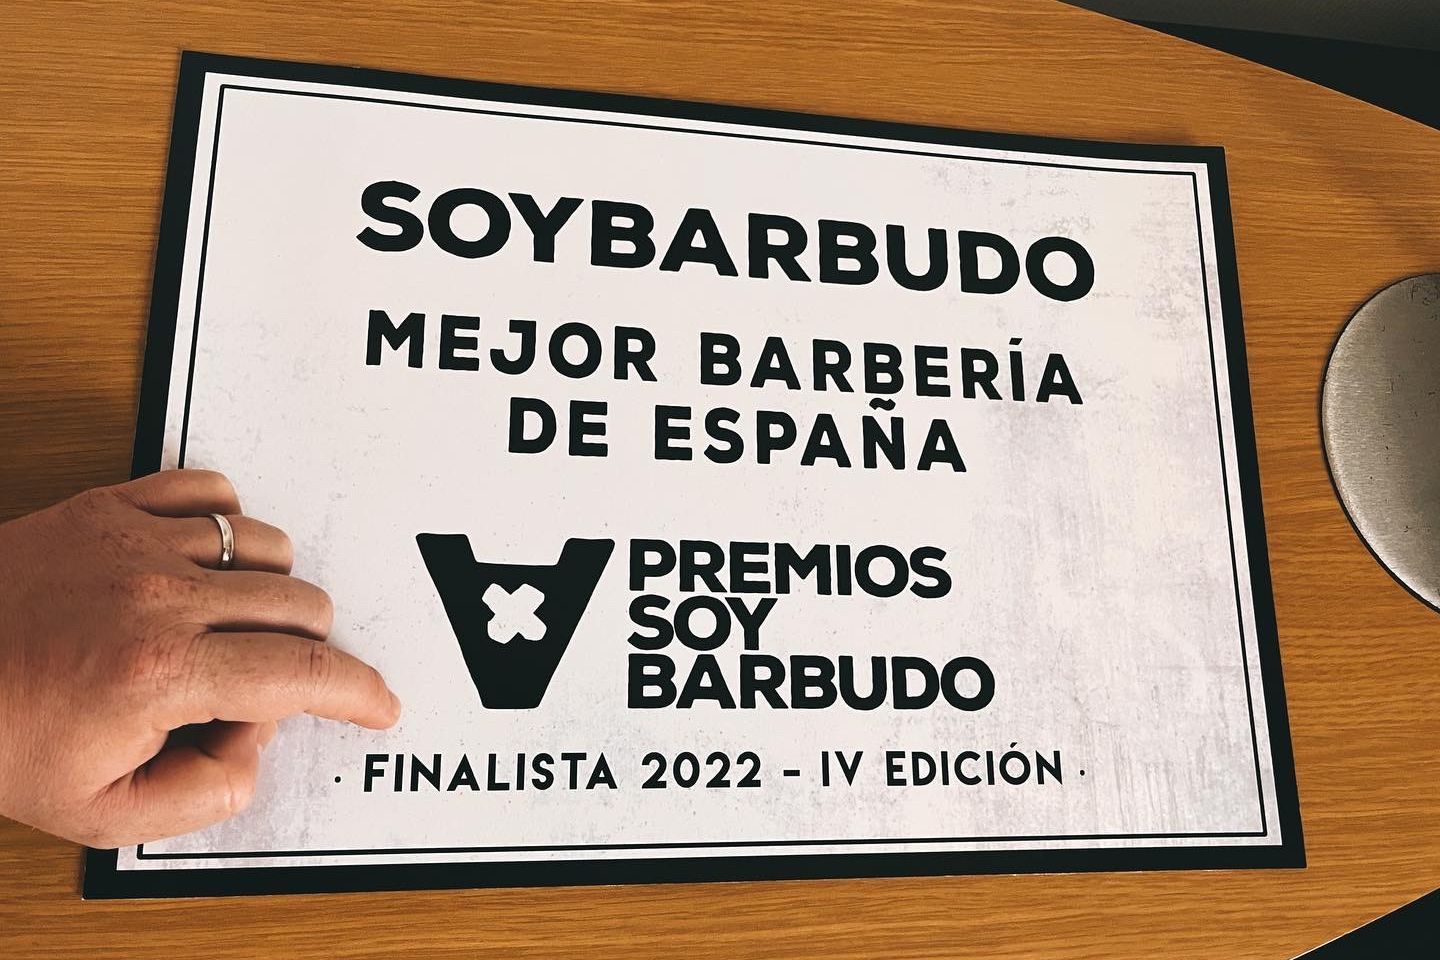 SOYBARBUDO
MEJOR BARBERÍA
DE ESPAÑA
PREMIOS
SOY
BARBUDO
· FINALISTA 2022 - IV EDICIÓN ·